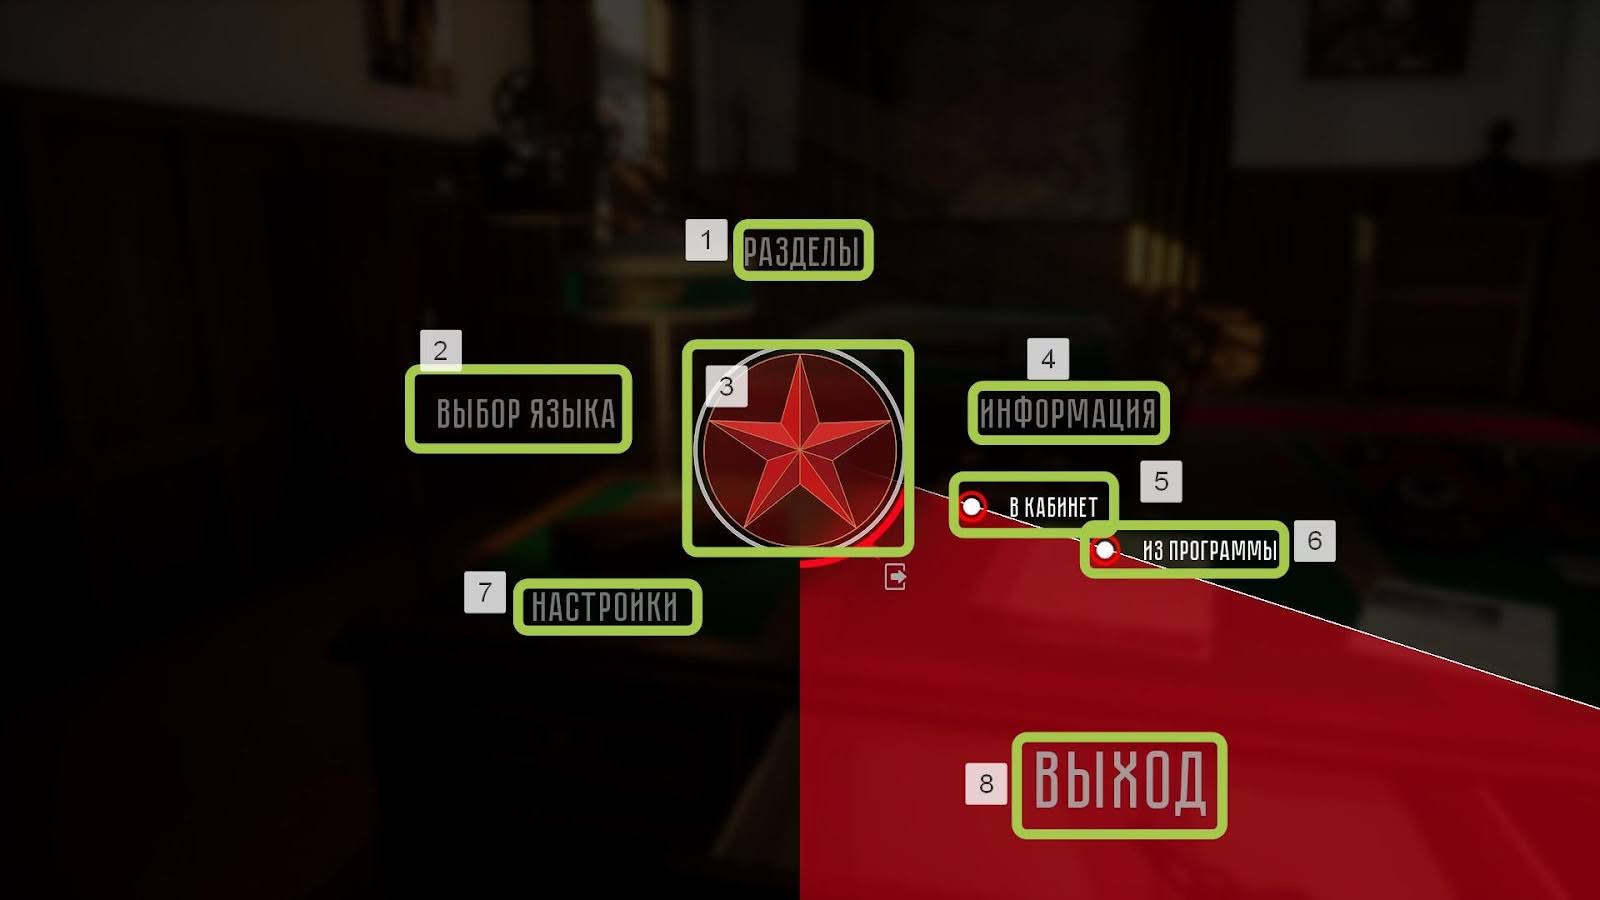 1
РАЗДЕЛЫ
2
ВЫБОР ЯЗЫКА
3
4
ИНФОРМАЦИЯ
5
В КАБИНЕТ
6
ИЗ ПРОГРАММЫ
7
НАСТРОЙКИ
8
ВЫХОД